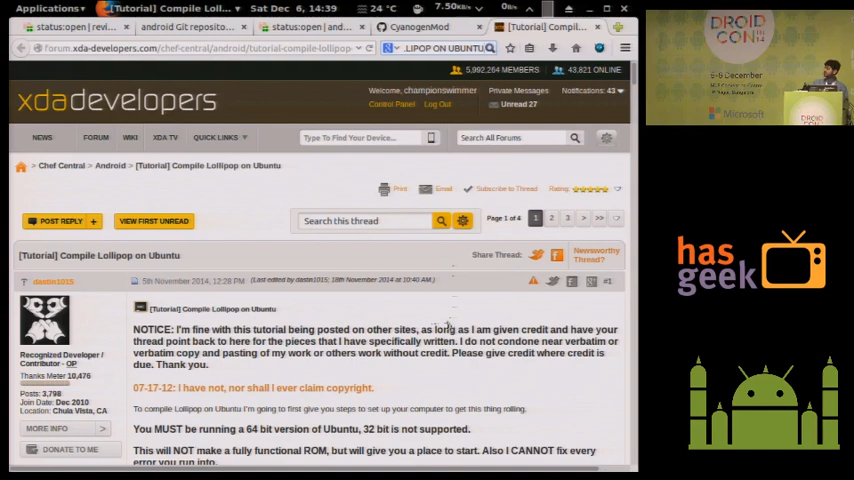 Applications
[Tutorial] Compile Loll...
Sat Dec 6, 14:39
24 °C
7.50KB/s
0B/s
status:open | revi...
android Git reposito...
status:open | and...
CyanogenMod
[Tutorial] Compil...
forum.xda-developers.com/chef-central/android/tutorial-compile-lollipop
.LIPOP ON UBUNTU
5,992,264 MEMBERS
43,821 ONLINE
xdadevelopers
Welcome, championswimmer
Private Messages
Notifications: 43
Control Panel
Log Out
Unread 27
NEWS
FORUM
WIKI
XDA TV
QUICK LINKS
Type To Find Your Device...
Search All Forums
> Chef Central > Android > [Tutorial] Compile Lollipop on Ubuntu
Print
Email
Subscribe to Thread
Rating:
POST REPLY +
VIEW FIRST UNREAD
Search this thread
Page 1 of 4
1 2 3 > >>
[Tutorial] Compile Lollipop on Ubuntu
Share Thread:
Newsworthy
Thread?
dastin1015
5th November 2014, 12:28 PM
(Last edited by dastin1015; 18th November 2014 at 10:40 AM.)
#1
[Tutorial] Compile Lollipop on Ubuntu
NOTICE: I'm fine with this tutorial being posted on other sites, as long as I am given credit and have your
thread point back to here for the pieces that I have specifically written. I do not condone near verbatim or
verbatim copy and pasting of my work or others work without credit. Please give credit where credit is
due. Thank you.
07-17-12: I have not, nor shall I ever claim copyright.
To compile Lollipop on Ubuntu I'm going to first give you steps to set up your computer to get this thing rolling.
You MUST be running a 64 bit version of Ubuntu, 32 bit is not supported.
This will NOT make a fully functional ROM, but will give you a place to start. Also I CANNOT fix every
error you run into.
Recognized Developer /
Contributor - OP
Thanks Meter 10,476
Posts: 3,798
Join Date: Dec 2010
Location: Chula Vista, CA
MORE INFO >
DONATE TO ME
DROID
CON IN 14
5-6 December
Microsoft
DROID
has
geek